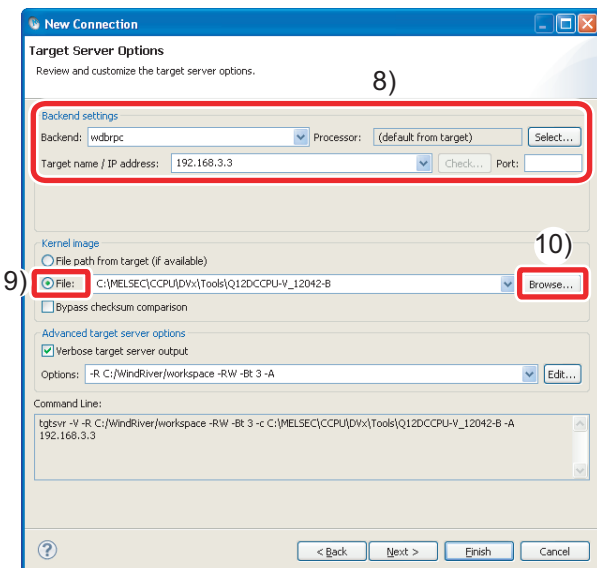 New Connection
Target Server Options
Review and customize the target server options.
8)
Backend settings
Backend: wdbrpc Processor: (default from target) Select...
Target name / IP address: 192.168.3.3 Check... Port:
Kernel image
10)
File path from target (if available)
9) File: C:\MELSEC\CCPU\DVx\Tools\Q12DCCPU-V_12042-B Browse...
Bypass checksum comparison
Advanced target server options
Verbose target server output
Options: -R C:/WindRiver/workspace -RW -Bt 3 -A Edit...
Command Line:
tgtsvr -V -R C:/WindRiver/workspace -RW -Bt 3 -c C:\MELSEC\CCPU\DVx\Tools\Q12DCCPU-V_12042-B -A
192.168.3.3
? < Back Next > Finish Cancel